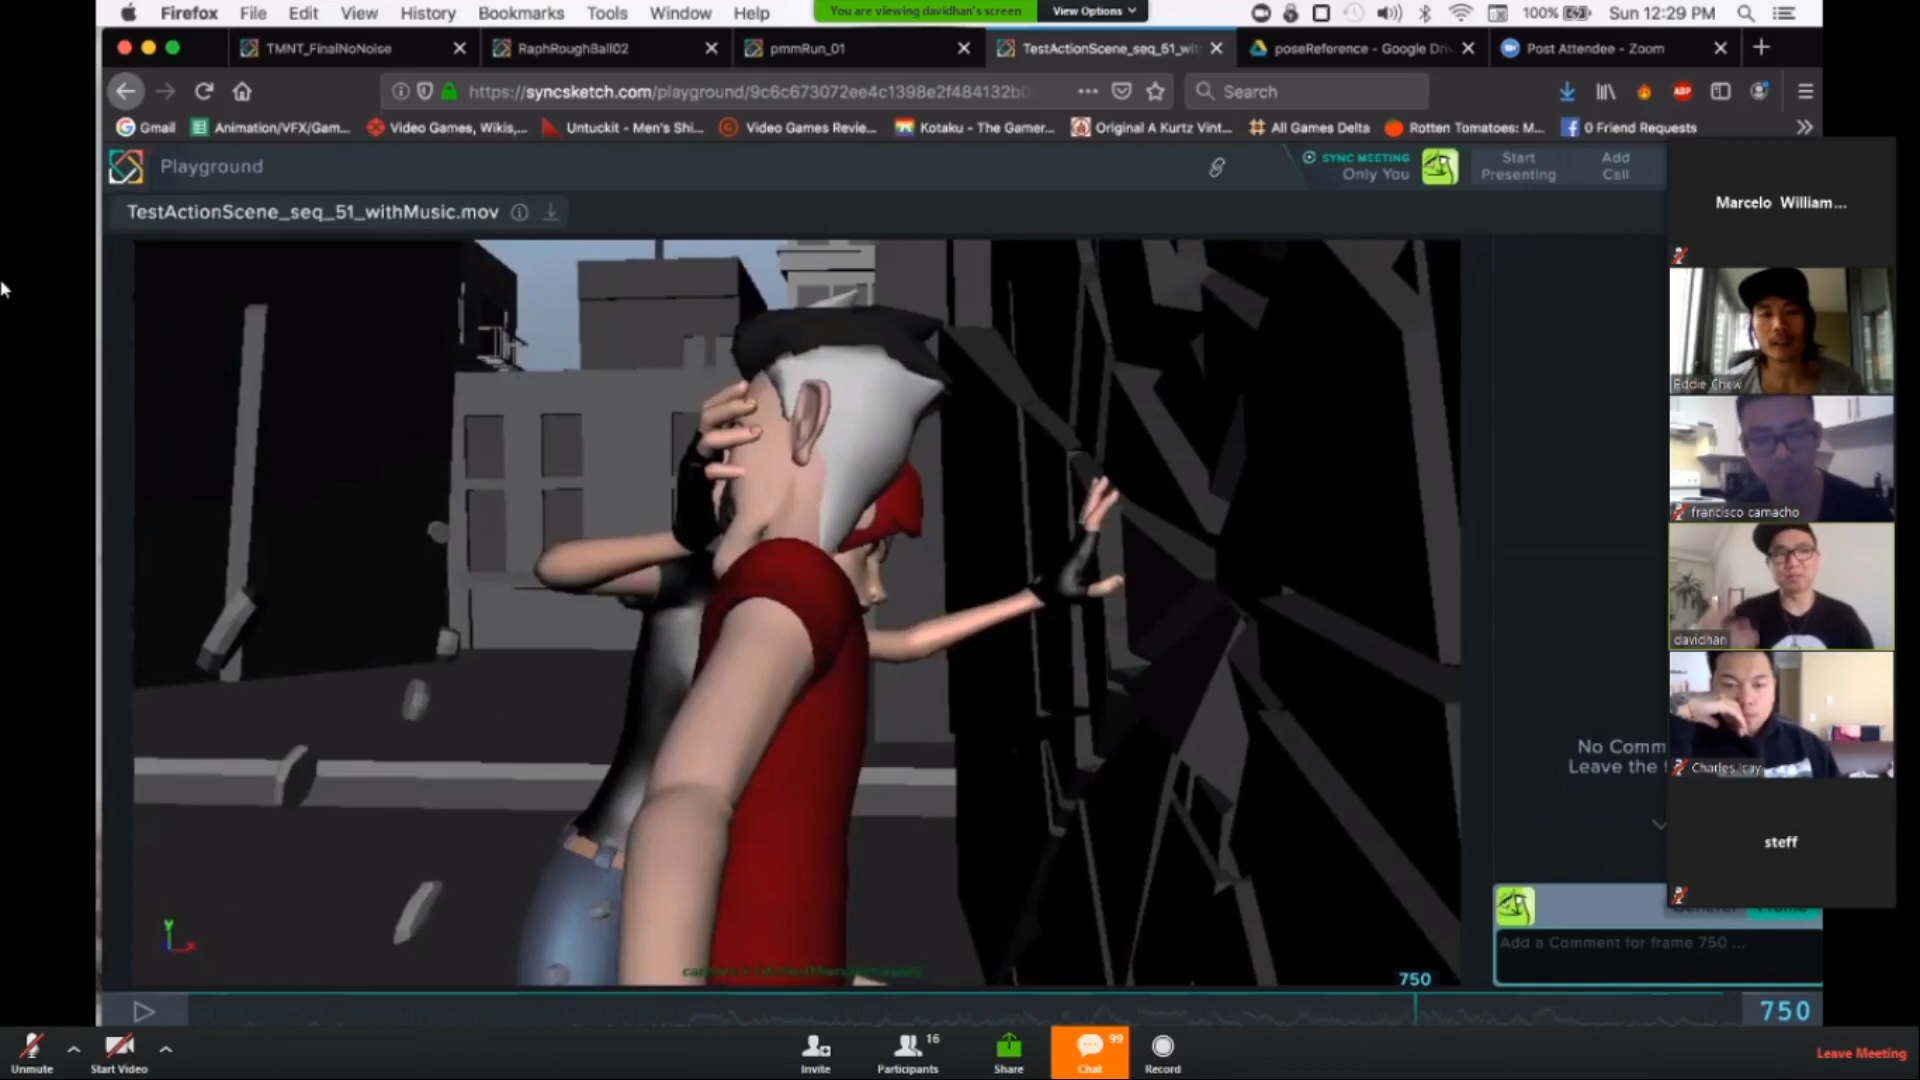 Firefox File Edit View History Bookmarks Tools Window Help
You are viewing davidhan's screen View Options
100% Sun 12:29 PM
TMNT_FinalNoNoise RaphRoughBall02 pmmRun_01 TestActionScene_seq_51_wit poseReference - Google Dri Post Attendee - Zoom
https://syncsketch.com/playground/9c6c673072ee4c1398e2f484132b0 Search ABP
Gmail Animation/VFX/Gam... Video Games, Wikis,... Untuckit - Men's Shi... Video Games Revie... Kotaku - The Gamer... Original A Kurtz Vint... All Games Delta Rotten Tomatoes: M... 0 Friend Requests
Playground
SYNC MEETING
Only You
Start
Presenting
Add
Call
TestActionScene_seq_51_withMusic.mov
Marcelo William...
Eddie Chew
francisco camacho
davidhan
Charles Icay
steff
No Comm
Leave the f
Add a Comment for frame 750 ...
750
750
Unmute Start Video Invite Participants 16 Share Chat 99 Record Leave Meeting